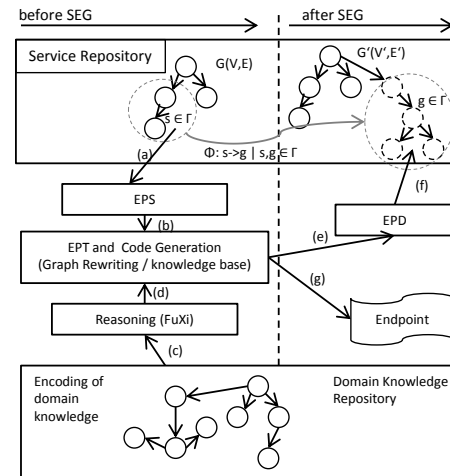 before SEG
after SEG
Service Repository
G(V,E)
G'(V',E')
s ∈ Γ
g ∈ Γ
Φ: s->g | s,g ∈ Γ
(a)
(f)
EPS
(b)
EPD
EPT and Code Generation
(Graph Rewriting / knowledge base)
(e)
(g)
(d)
Reasoning (FuXi)
Endpoint
(c)
Encoding of
domain
knowledge
Domain Knowledge
Repository